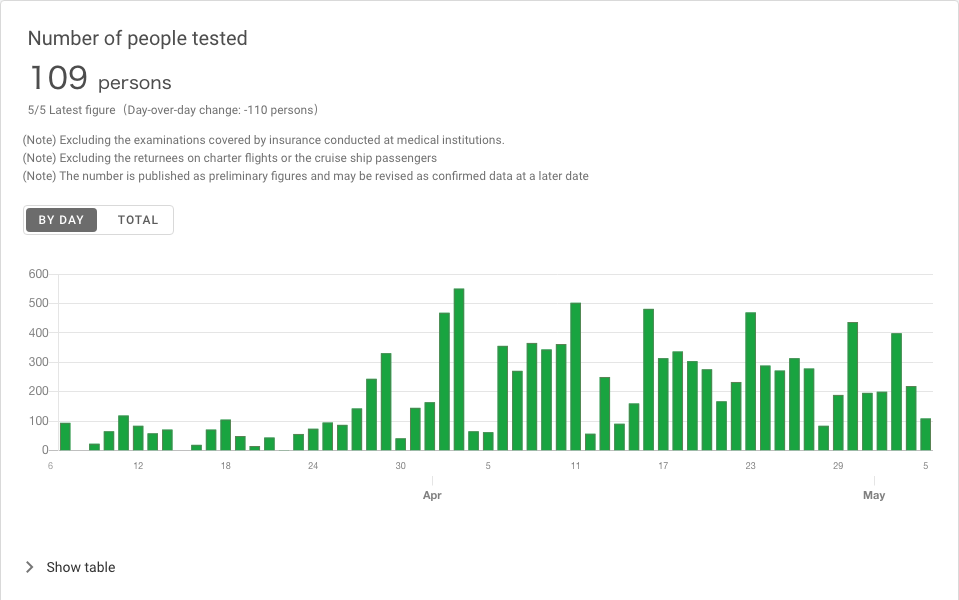 Number of people tested
109 persons
5/5 Latest figure（Day-over-day change: -110 persons）
(Note) Excluding the examinations covered by insurance conducted at medical institutions.
(Note) Excluding the returnees on charter flights or the cruise ship passengers
(Note) The number is published as preliminary figures and may be revised as confirmed data at a later date
BY DAY TOTAL
600
500
400
300
200
100
0
6 12 18 24 30 5 11 17 23 29 5
Apr May
Show table